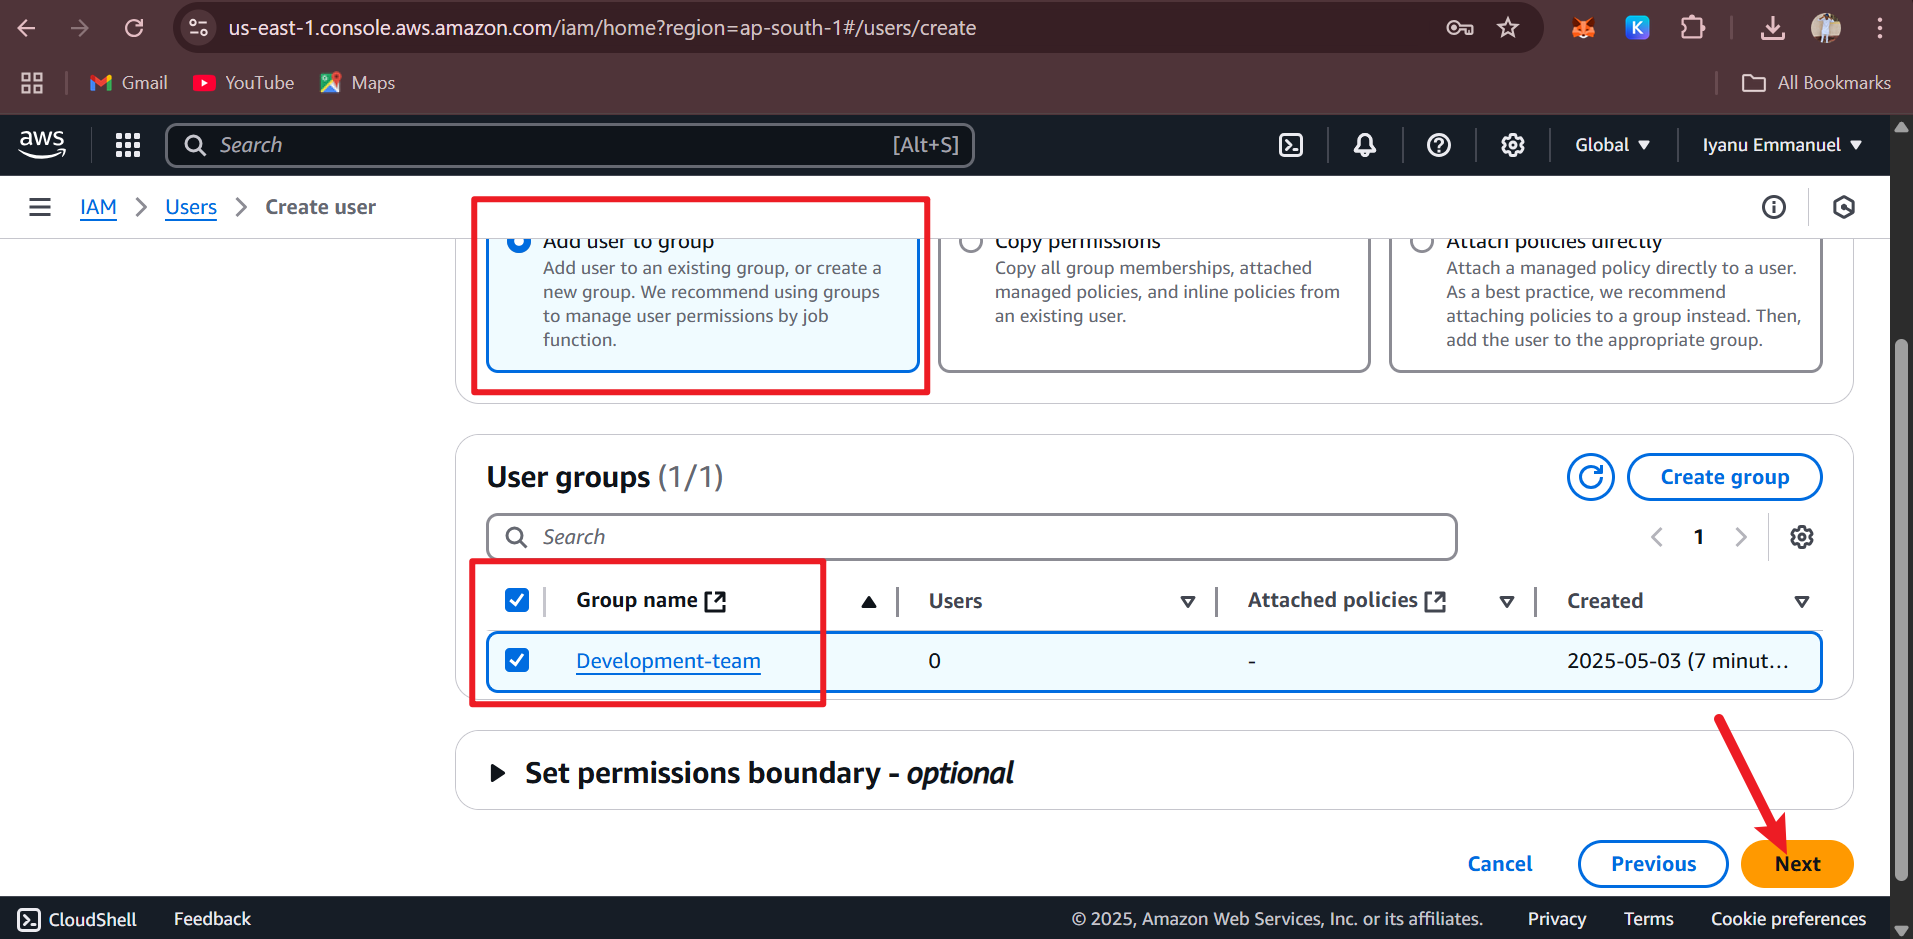 us-east-1.console.aws.amazon.com/iam/home?region=ap-south-1#/users/create
K
Gmail
YouTube
Maps
All Bookmarks
aws
Search
[Alt+S]
Global
Iyanu Emmanuel
IAM
Users
Create user
Add user to group
Add user to an existing group, or create a
new group. We recommend using groups
to manage user permissions by job
function.
Copy permissions
Copy all group memberships, attached
managed policies, and inline policies from
an existing user.
Attach policies directly
Attach a managed policy directly to a user.
As a best practice, we recommend
attaching policies to a group instead. Then,
add the user to the appropriate group.
User groups (1/1)
Create group
Search
1
Group name
Users
Attached policies
Created
Development-team
0
-
2025-05-03 (7 minut...
Set permissions boundary - optional
Cancel
Previous
Next
CloudShell
Feedback
© 2025, Amazon Web Services, Inc. or its affiliates.
Privacy
Terms
Cookie preferences